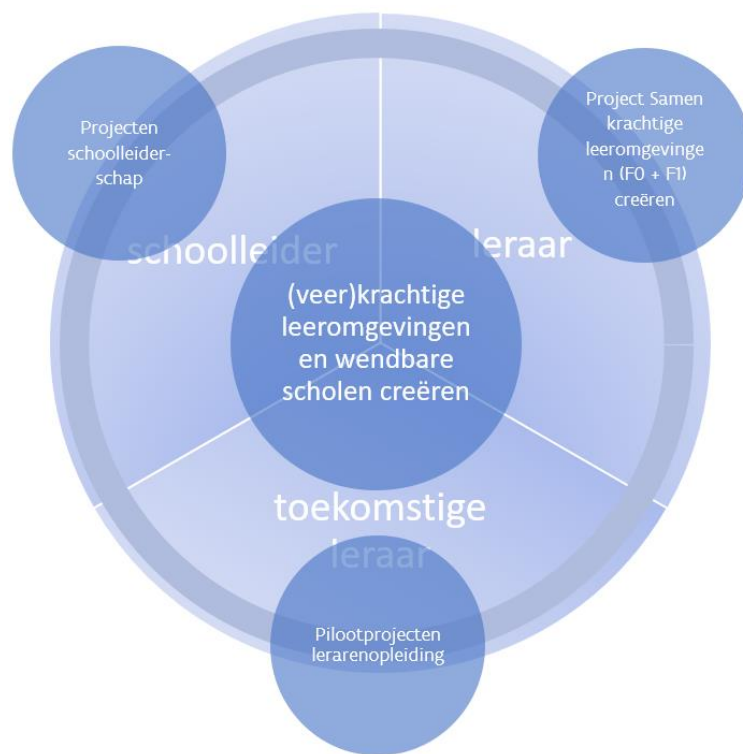 Projecten
schoolleider-
schap
Project Samen
krachtige
leeromgevinge
n (F0 + F1)
creëren
schoolleider
leraar
(veer)krachtige
leeromgevingen
en wendbare
scholen creëren
toekomstige
leraar
Pilootprojecten
lerarenopleiding